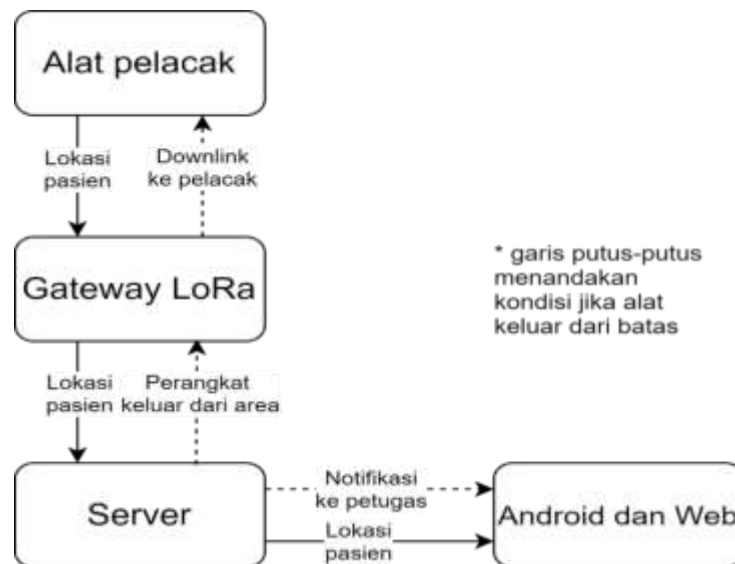 Alat pelacak
Lokasi
pasien
Downlink
ke pelacak
Gateway LoRa
* garis putus-putus
menandakan
kondisi jika alat
keluar dari batas
Lokasi
pasien
Perangkat
keluar dari area
Server
Notifikasi
ke petugas
Lokasi
pasien
Android dan Web